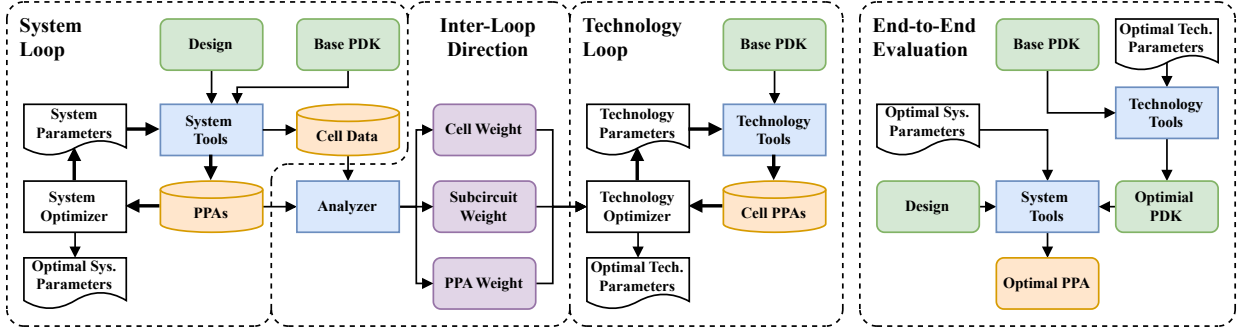 System
Loop
Design
Base PDK
System
Parameters
System
Tools
Cell Data
System
Optimizer
PPAs
Optimal Sys.
Parameters
Inter-Loop
Direction
Analyzer
Cell Weight
Subcircuit
Weight
PPA Weight
Technology
Loop
Base PDK
Technology
Parameters
Technology
Tools
Technology
Optimizer
Cell PPAs
Optimal Tech.
Parameters
End-to-End
Evaluation
Base PDK
Optimal Tech.
Parameters
Optimal Sys.
Parameters
Technology
Tools
Design
System
Tools
Optimial
PDK
Optimal PPA